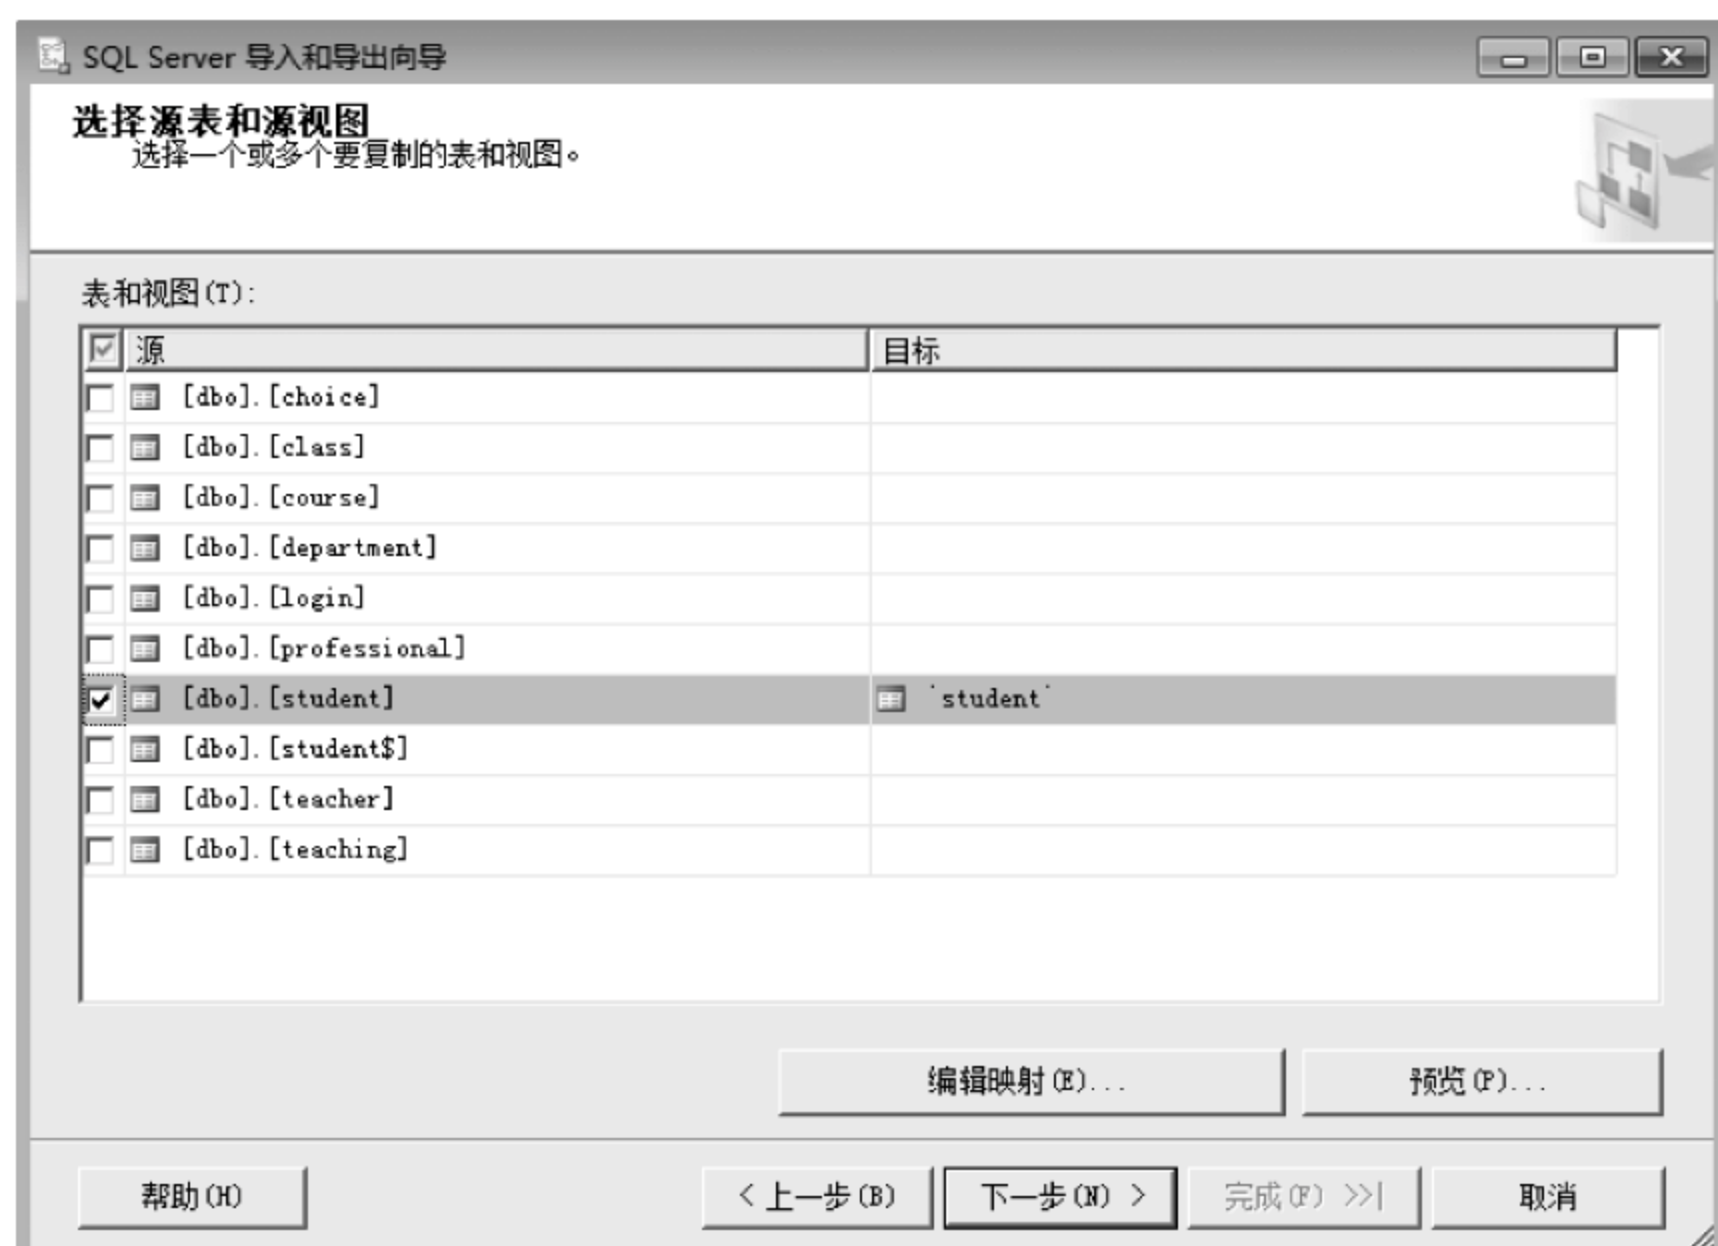 SQL Server 导入和导出向导
选择源表和源视图
选择一个或多个要复制的表和视图。
表和视图(T):
源 目标
[dbo].[choice]
[dbo].[class]
[dbo].[course]
[dbo].[department]
[dbo].[login]
[dbo].[professional]
[dbo].[student] `student`
[dbo].[student$]
[dbo].[teacher]
[dbo].[teaching]
编辑映射(E)... 预览(P)...
帮助(H) < 上一步(B) 下一步(N) > 完成(F) >>| 取消